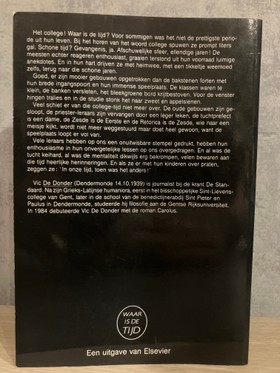 Het college! Waar is de tijd? Voor sommigen was het niet de prettigste perio-
de uit hun leven. Bij het horen van het woord college spuwen ze prompt liters
gal. Schone tijd? Gevangenis, ja. Afschuwelijke sfeer, ellendige jaren! De
meesten echter reageren enthousiast, graaien terstond uit hun voorraad luimige
anekdotes. En in hun hart drijven ze met heimwee, met een tikkeltje weemoed
zelfs, terug naar die schone jaren.
Goed, er zijn mooier gebouwen opgetrokken dan de bakstenen forten met
hun brede ingangspoort en hun immense speelplaats. De klassen waren te
klein, de banken versleten, het bleekgroene bord krijtbestoven. Voor de venster
hingen tralies en in de studie stonk het naar zweet en appelsienen.
Veel schiet er van die college-tijd niet meer over. De oude gebouwen zijn ge-
sloopt, de priester-leraars zijn vervangen door een leger leken, de tuchtprefect
is een dame, de Zesde is de Eerste en de Retorica is de Zesde, wie naar een
meisje kijkt, wordt niet meer weggestuurd maar doet heel gewoon, want de
speelplaats loopt er vol van.
Vele leraars hebben op ons een onuitwisbare stempel gedrukt, hebben hun
enthousiasme in hun onvergetelijke lessen op ons overgedragen. En al was de
tucht keihard, al was de mentaliteit dikwijls erg bekrompen, velen bewaren aan
die tijd heerlijke herinneringen. En als ze er met hun kinderen over praten,
zeggen ze : 'In onze tijd, toen was het anders!'
Vic De Donder (Dendermonde 14.10.1939) is journalist bij de krant De Stan-
daard. Na zijn Grieks-Latijnse humaniora, eerst in het bisschoppelijke Sint-Lievens-
college van Gent, later in de school van de benedictijnerabdij Sint Pieter en
Paulus in Dendermonde, studeerde hij filosofie aan de Gentse Rijksuniversiteit.
In 1984 debuteerde Vic De Donder met de roman Carolus.
WAAR
IS DE
TIJD
Een uitgave van Elsevier